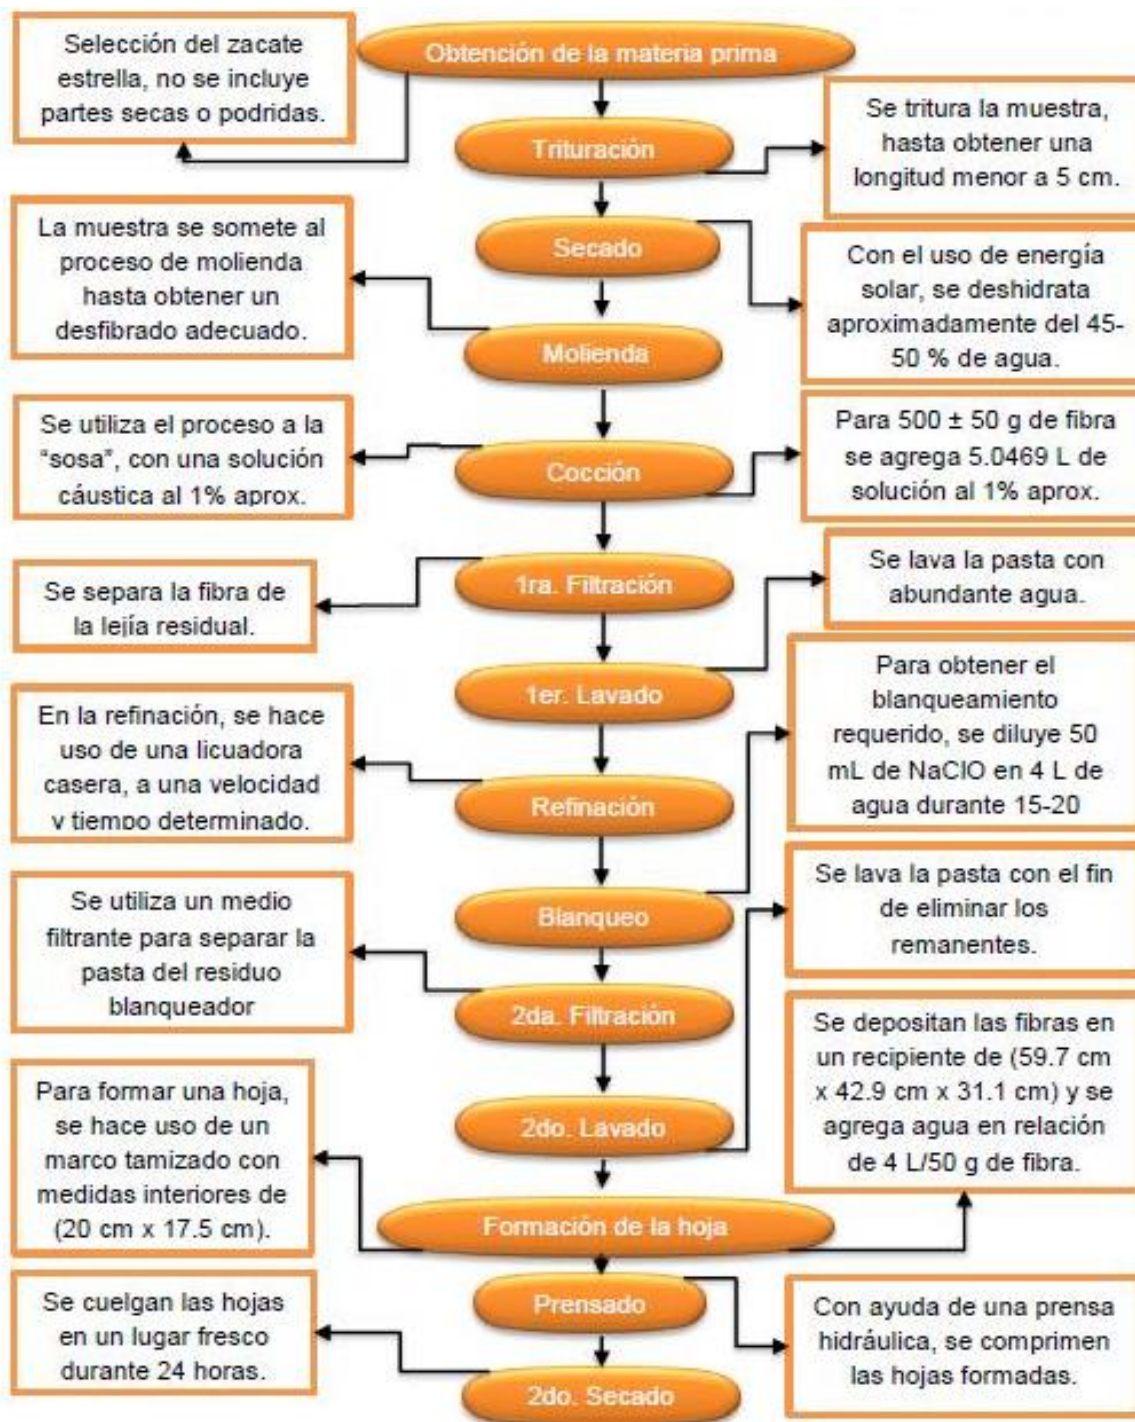 Obtención de la materia prima
Selección del zacate
estrella, no se incluye
partes secas o podridas.
Trituración
Se tritura la muestra,
hasta obtener una
longitud menor a 5 cm.
Secado
Con el uso de energía
solar, se deshidrata
aproximadamente del 45-
50 % de agua.
Molienda
La muestra se somete al
proceso de molienda
hasta obtener un
desfibrado adecuado.
Cocción
Se utiliza el proceso a la
“sosa”, con una solución
cáustica al 1% aprox.
Para 500 ± 50 g de fibra
se agrega 5.0469 L de
solución al 1% aprox.
1ra. Filtración
Se separa la fibra de
la lejía residual.
1er. Lavado
Se lava la pasta con
abundante agua.
Refinación
En la refinación, se hace
uso de una licuadora
casera, a una velocidad
y tiempo determinado.
Blanqueo
Para obtener el
blanqueamiento
requerido, se diluye 50
mL de NaClO en 4 L de
agua durante 15-20
2da. Filtración
Se utiliza un medio
filtrante para separar la
pasta del residuo
blanqueador
2do. Lavado
Se lava la pasta con el fin
de eliminar los
remanentes.
Formación de la hoja
Para formar una hoja,
se hace uso de un
marco tamizado con
medidas interiores de
(20 cm x 17.5 cm).
Se depositan las fibras en
un recipiente de (59.7 cm
x 42.9 cm x 31.1 cm) y se
agrega agua en relación
de 4 L/50 g de fibra.
Prensado
Con ayuda de una prensa
hidráulica, se comprimen
las hojas formadas.
2do. Secado
Se cuelgan las hojas
en un lugar fresco
durante 24 horas.